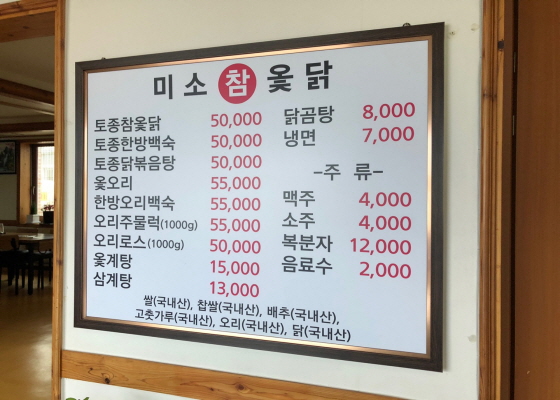 미소 참 옻닭
토종참옻닭 50,000
토종한방백숙 50,000
토종닭볶음탕 50,000
옻오리 55,000
한방오리백숙 55,000
오리주물럭(1000g) 55,000
오리로스(1000g) 50,000
옻계탕 15,000
삼계탕 13,000
닭곰탕 8,000
냉면 7,000
-주 류-
맥주 4,000
소주 4,000
복분자 12,000
음료수 2,000
쌀(국내산), 찹쌀(국내산), 배추(국내산),
고춧가루(국내산), 오리(국내산), 닭(국내산)